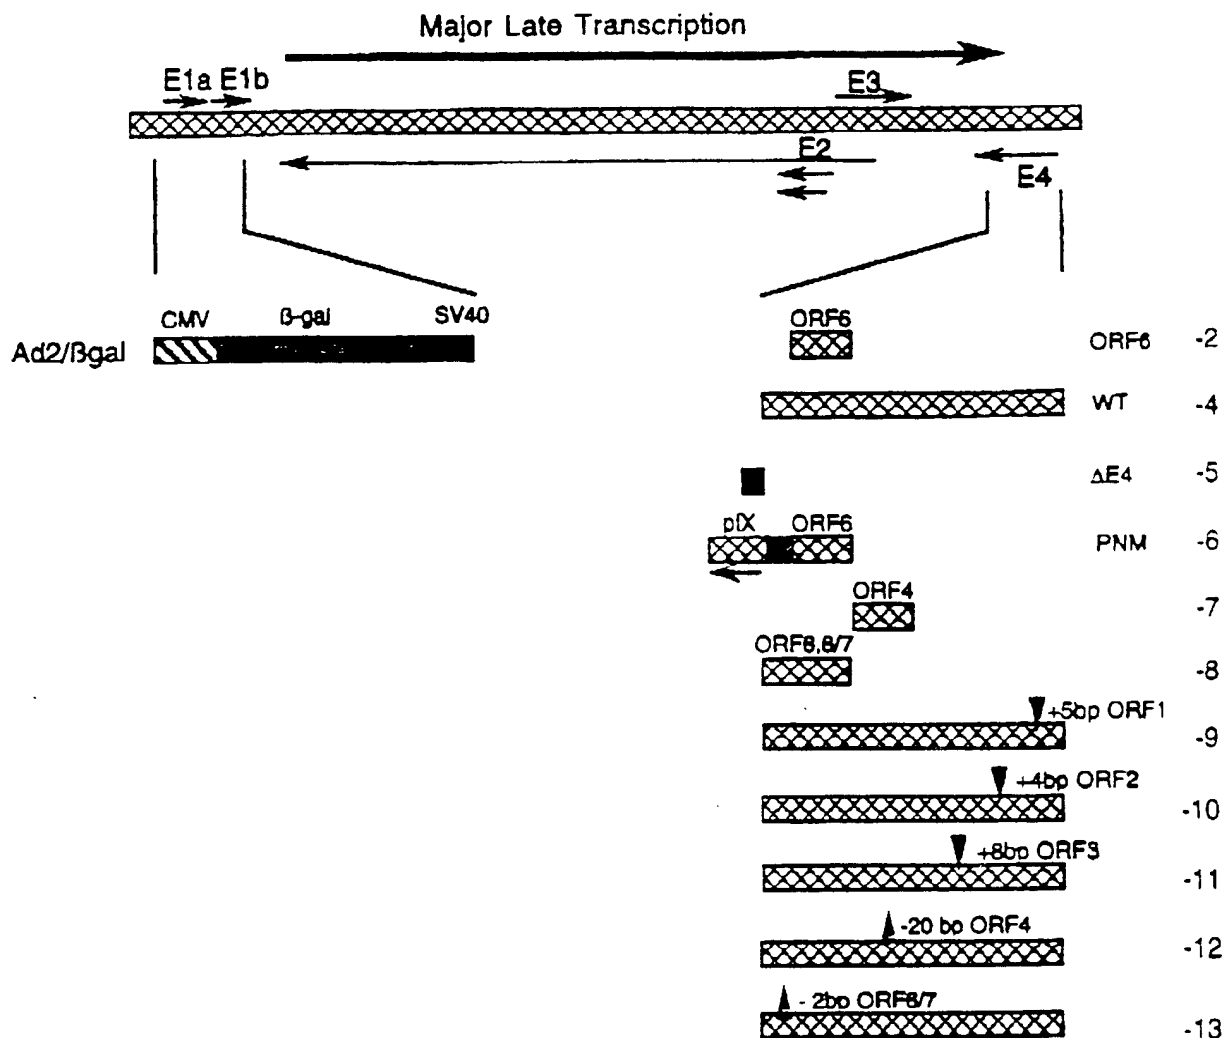 Major Late Transcription
E1a E1b
E3
E2
E4
CMV ß-gal SV40
Ad2/ßgal
ORF6
ORF6 -2
WT -4
ΔE4 -5
pIX ORF6
PNM -6
ORF4
-7
ORF6,6/7
-8
+5bp ORF1
-9
+4bp ORF2
-10
+8bp ORF3
-11
-20 bp ORF4
-12
- 2bp ORF6/7
-13